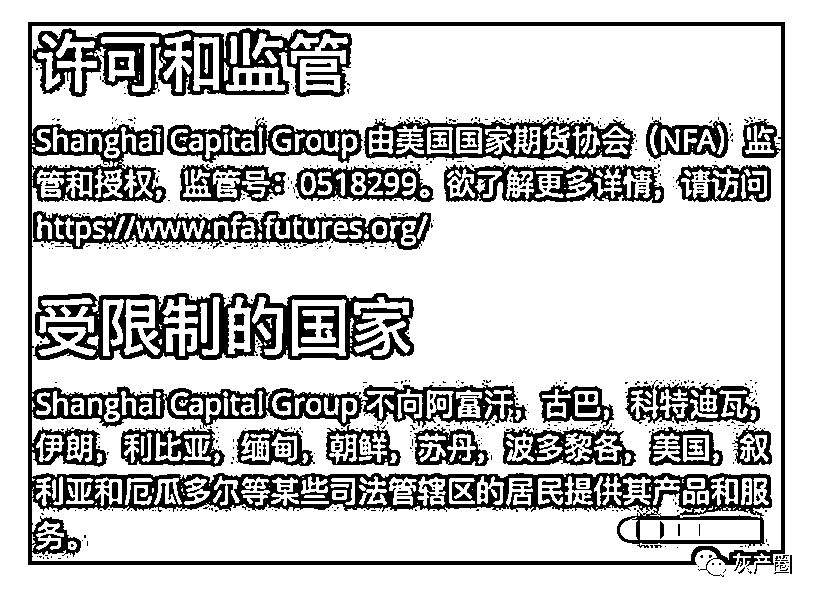 许可和监管
Shanghai Capital Group 由美国国家期货协会（NFA）监
管和授权，监管号：0518299。欲了解更多详情，请访问
https://www.nfa.futures.org/
受限制的国家
Shanghai Capital Group 不向阿富汗，古巴，科特迪瓦，
伊朗，利比亚，缅甸，朝鲜，苏丹，波多黎各，美国，叙
利亚和厄瓜多尔等某些司法管辖区的居民提供其产品和服
务。
灰产圈